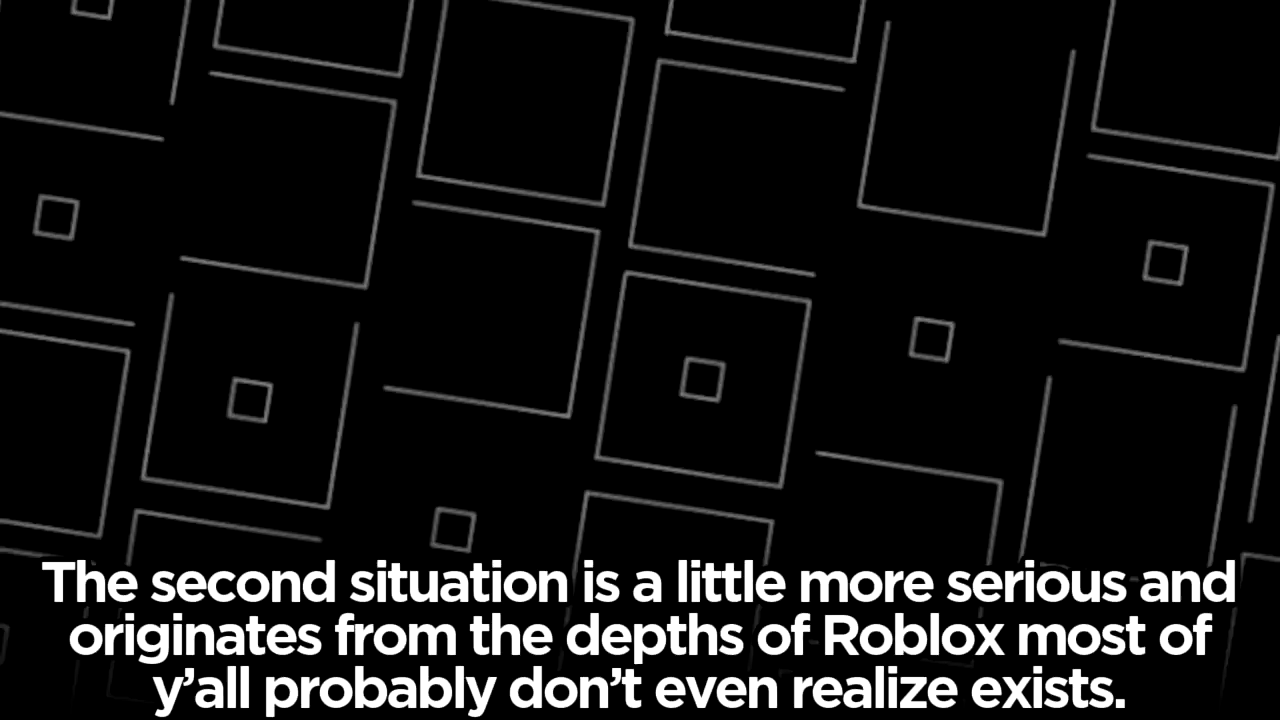 The second situation is a little more serious and
originates from the depths of Roblox most of
y’all probably don’t even realize exists.